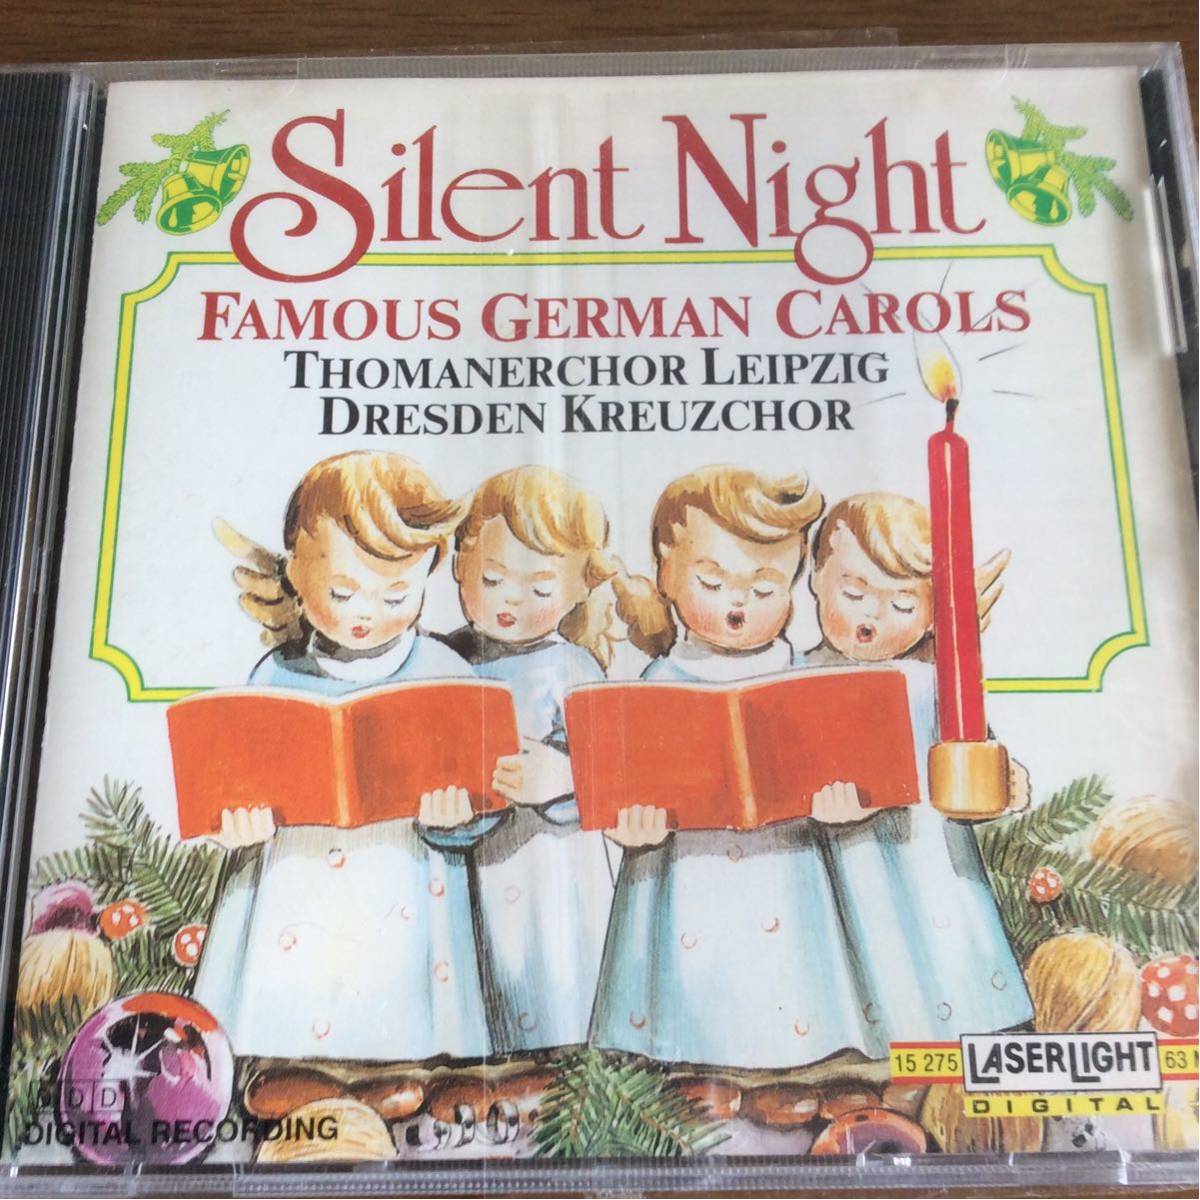 Silent Night
FAMOUS GERMAN CAROLS
THOMANERCHOR LEIPZIG
DRESDEN KREUZCHOR
15 275 LASERLIGHT 63
DIGITAL
DDD
DIGITAL RECORDING